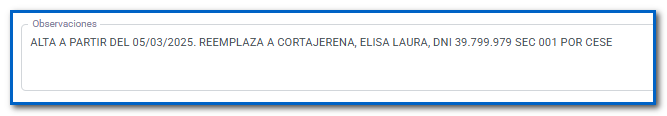 Observaciones
ALTA A PARTIR DEL 05/03/2025. REEMPLAZA A CORTAJERENA, ELISA LAURA, DNI 39.799.979 SEC 001 POR CESE